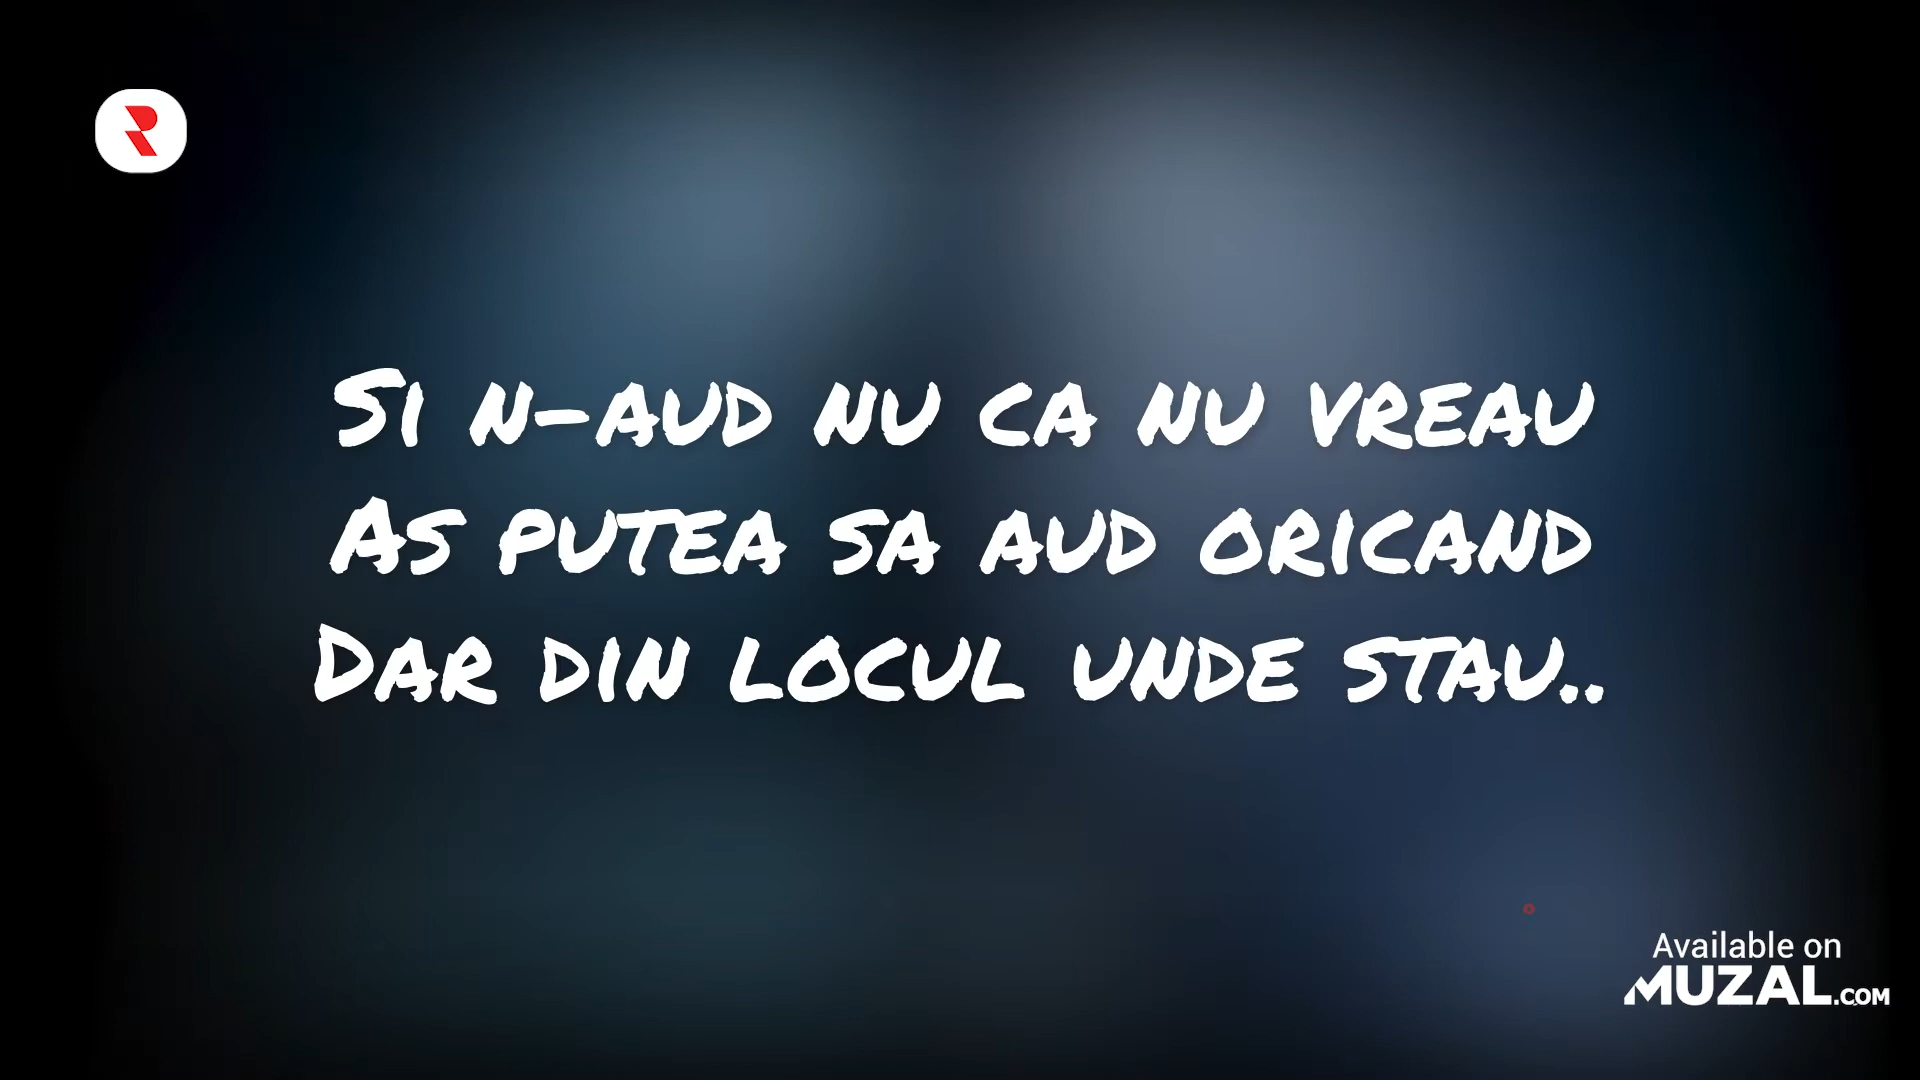 R
Si n-aud nu ca nu vreau
As putea sa aud oricand
Dar din locul unde stau..
Available on
MUZAL.COM